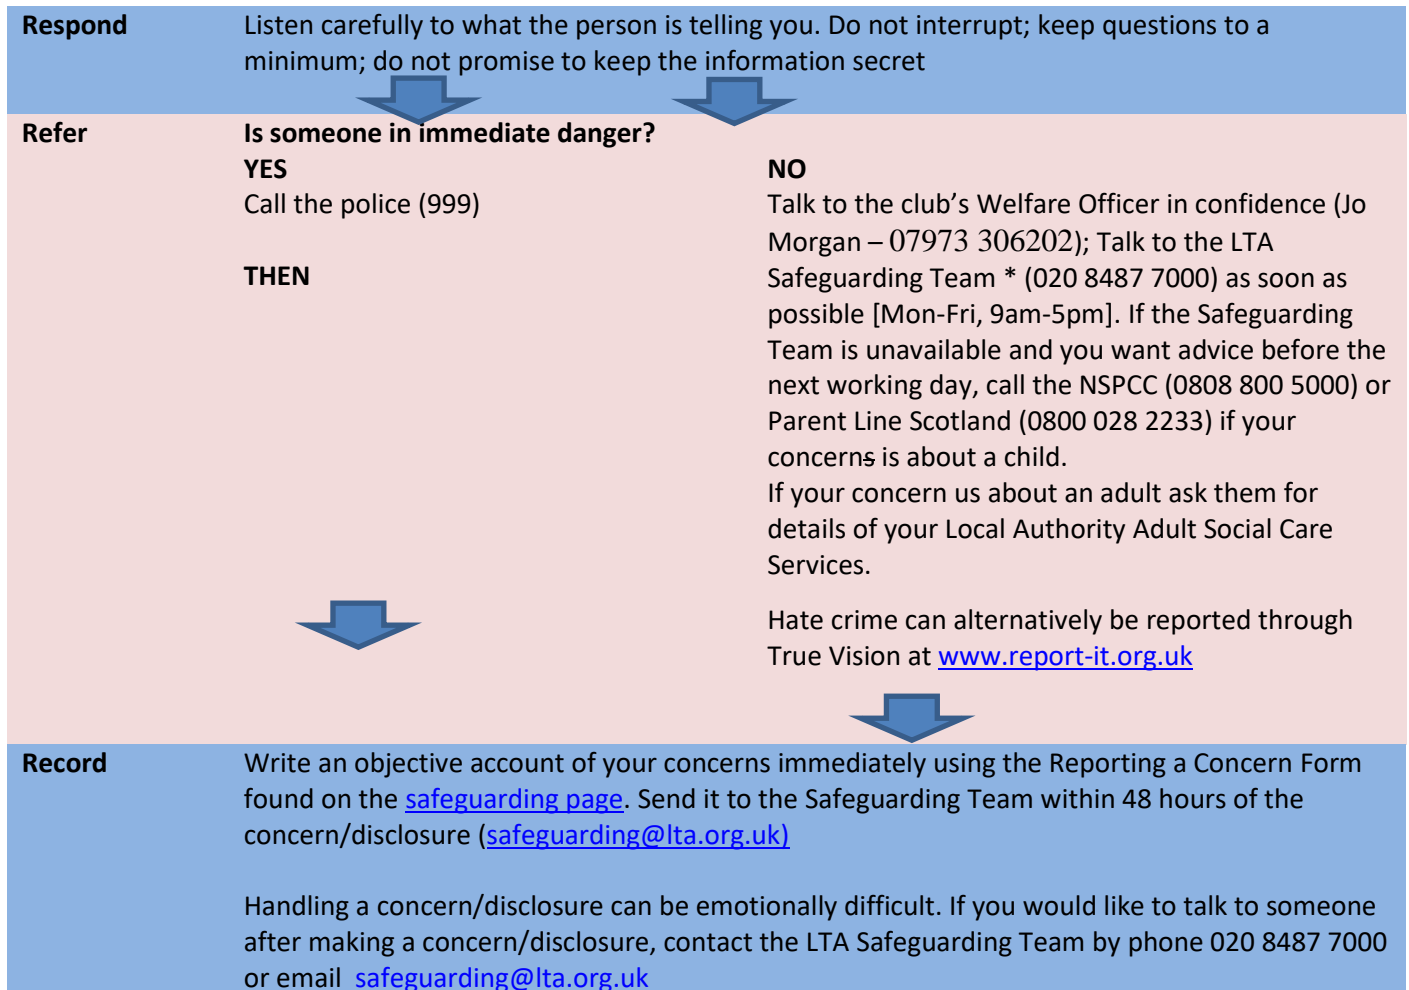 Respond
Listen carefully to what the person is telling you. Do not interrupt; keep questions to a
minimum; do not promise to keep the information secret
Refer
Is someone in immediate danger?
YES
Call the police (999)
THEN
NO
Talk to the club’s Welfare Officer in confidence (Jo
Morgan – 07973 306202); Talk to the LTA
Safeguarding Team * (020 8487 7000) as soon as
possible [Mon-Fri, 9am-5pm]. If the Safeguarding
Team is unavailable and you want advice before the
next working day, call the NSPCC (0808 800 5000) or
Parent Line Scotland (0800 028 2233) if your
concerns is about a child.
If your concern us about an adult ask them for
details of your Local Authority Adult Social Care
Services.
Hate crime can alternatively be reported through
True Vision at www.report-it.org.uk
Record
Write an objective account of your concerns immediately using the Reporting a Concern Form
found on the safeguarding page. Send it to the Safeguarding Team within 48 hours of the
concern/disclosure (safeguarding@lta.org.uk)
Handling a concern/disclosure can be emotionally difficult. If you would like to talk to someone
after making a concern/disclosure, contact the LTA Safeguarding Team by phone 020 8487 7000
or email safeguarding@lta.org.uk